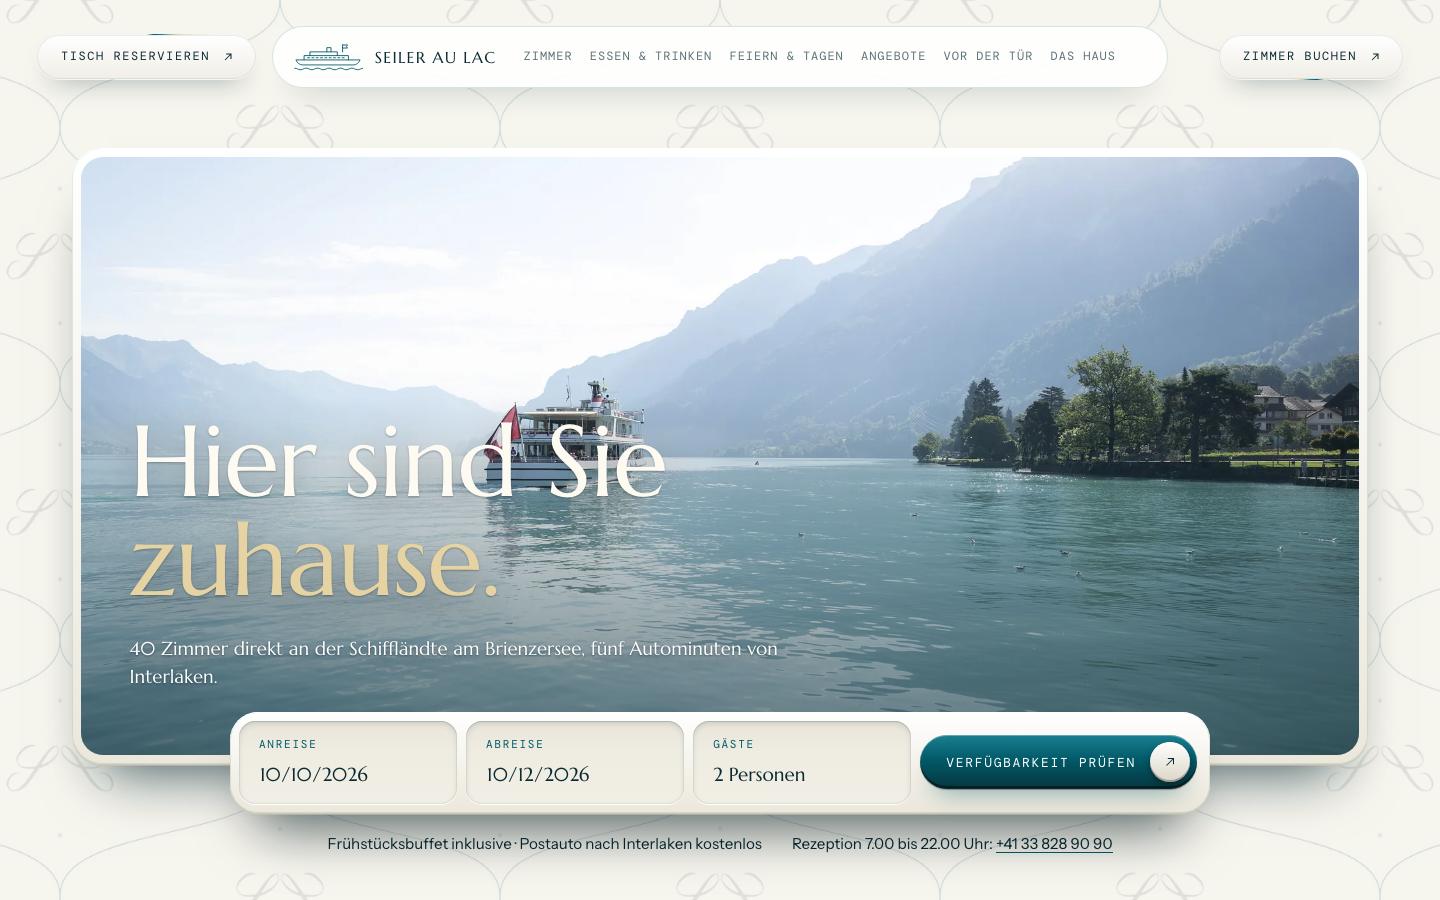 TISCH RESERVIEREN
SEILER AU LAC
ZIMMER ESSEN & TRINKEN FEIERN & TAGEN ANGEBOTE VOR DER TÜR DAS HAUS
ZIMMER BUCHEN
Hier sind Sie
zuhause.
40 Zimmer direkt an der Schiffländte am Brienzersee, fünf Autominuten von
Interlaken.
ANREISE
10/10/2026
ABREISE
10/12/2026
GÄSTE
2 Personen
VERFÜGBARKEIT PRÜFEN
Frühstücksbuffet inklusive · Postauto nach Interlaken kostenlos
Rezeption 7.00 bis 22.00 Uhr: +41 33 828 90 90